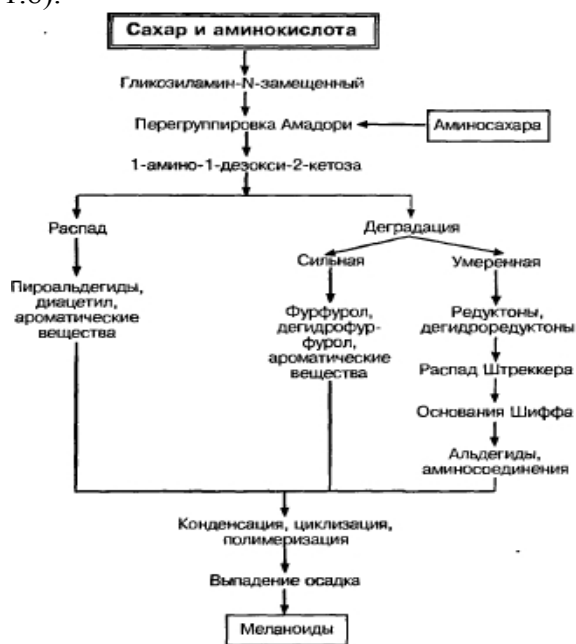 1.8).
Сахар и аминокислота
Гликозиламин-N-замещенный
Перегруппировка Амадори
Аминосахара
1-амино-1-дезокси-2-кетоза
Распад
Деградация
Сильная
Умеренная
Пироальдегиды,
диацетил,
ароматические
вещества
Фурфурол,
дегидрофур-
фурол,
ароматические
вещества
Редуктоны,
дегидроредуктоны
Распад Штреккера
Основания Шиффа
Альдегиды,
аминосоединения
Конденсация, циклизация,
полимеризация
Выпадение осадка
Меланоиды